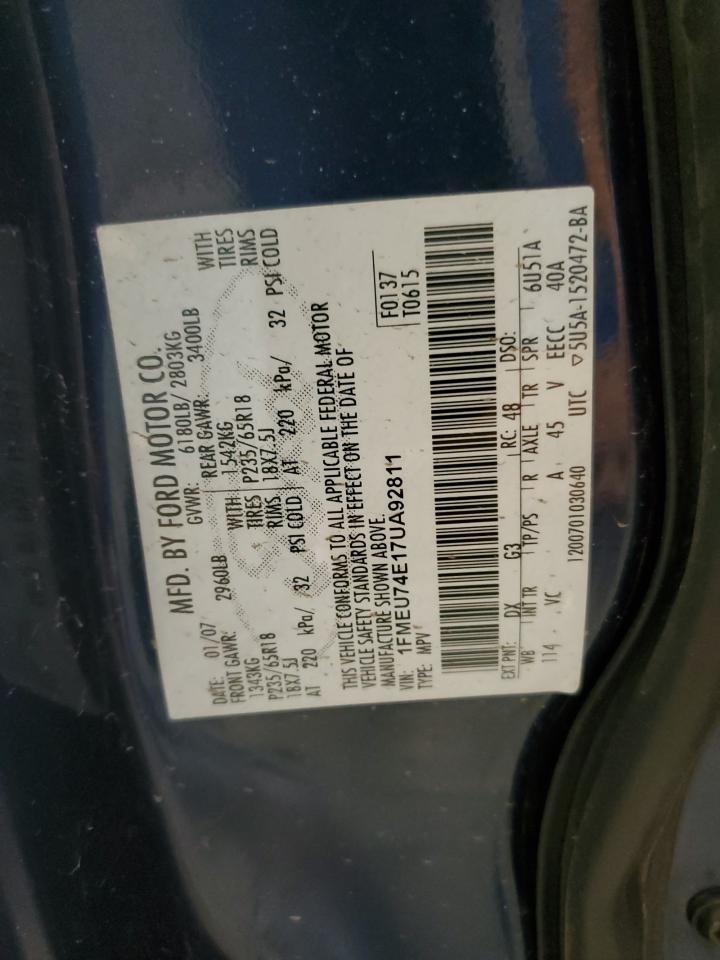 MFD. BY FORD MOTOR CO.
DATE: 01/07 GVWR: 6180LB/ 2803KG
FRONT GAWR: 2960LB REAR GAWR: 3400LB
1343KG WITH 1542KG WITH
P235/65R18 TIRES P235/65R18 TIRES
18X7.5J RIMS 18X7.5J RIMS
AT 220 kPa/ 32 PSI COLD AT 220 kPa/ 32 PSI COLD
THIS VEHICLE CONFORMS TO ALL APPLICABLE FEDERAL MOTOR
VEHICLE SAFETY STANDARDS IN EFFECT ON THE DATE OF
MANUFACTURE SHOWN ABOVE.
VIN: 1FMEU74E17UA92811 F0137
TYPE: MPV T0615
EXT PNT: DX G3 RC: 48 DSO:
WB INT TR TP/PS R AXLE TR SPR 6U51A
114 VC A 45 V EECC 40A
1200701030640 UTC ▽5U5A-1520472-BA